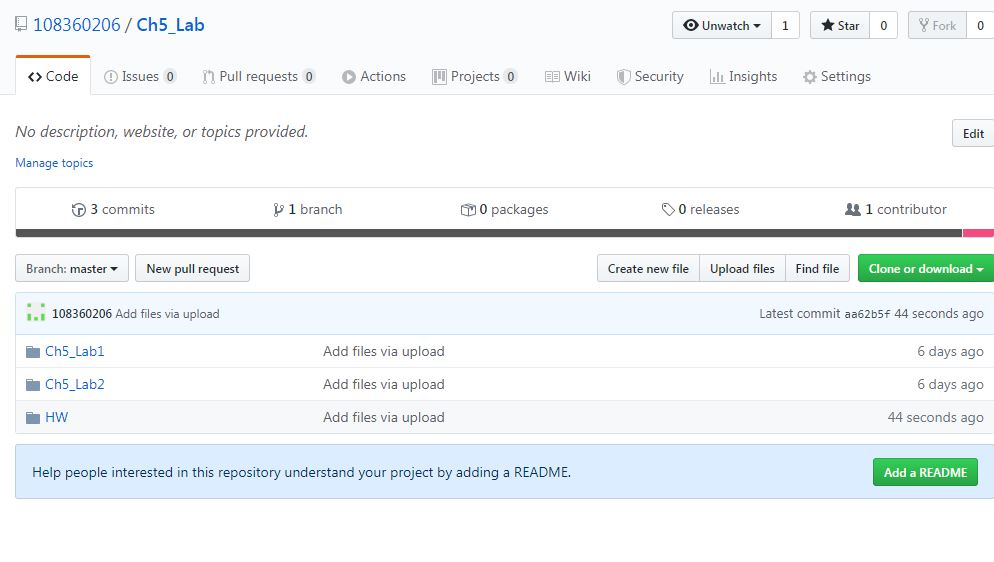 108360206 / Ch5_Lab Unwatch 1 Star 0 Fork 0
Code Issues 0 Pull requests 0 Actions Projects 0 Wiki Security Insights Settings
No description, website, or topics provided. Edit
Manage topics
3 commits 1 branch 0 packages 0 releases 1 contributor
Branch: master New pull request Create new file Upload files Find file Clone or download
108360206 Add files via upload Latest commit aa62b5f 44 seconds ago
Ch5_Lab1 Add files via upload 6 days ago
Ch5_Lab2 Add files via upload 6 days ago
HW Add files via upload 44 seconds ago
Help people interested in this repository understand your project by adding a README. Add a README